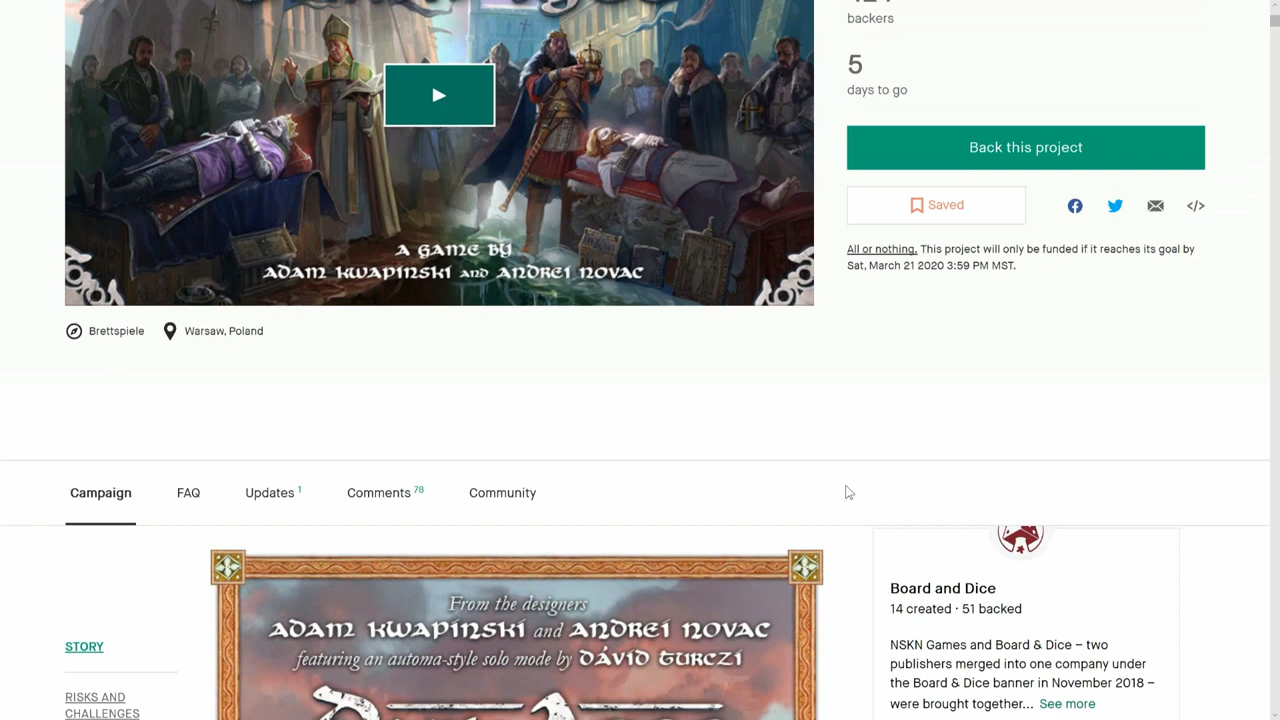 backers
5
days to go
Back this project
Saved
All or nothing. This project will only be funded if it reaches its goal by
Sat, March 21 2020 3:59 PM MST.
A GAME BY
ADAM KWAPIŃSKI AND ANDREI NOVAC
Brettspiele
Warsaw, Poland
Campaign
FAQ
Updates 1
Comments 78
Community
From the designers
ADAM KWAPIŃSKI and ANDREI NOVAC
featuring an automa-style solo mode by DÁVID TURCZI
STORY
RISKS AND
CHALLENGES
Board and Dice
14 created · 51 backed
NSKN Games and Board & Dice – two
publishers merged into one company under
the Board & Dice banner in November 2018 –
were brought together... See more